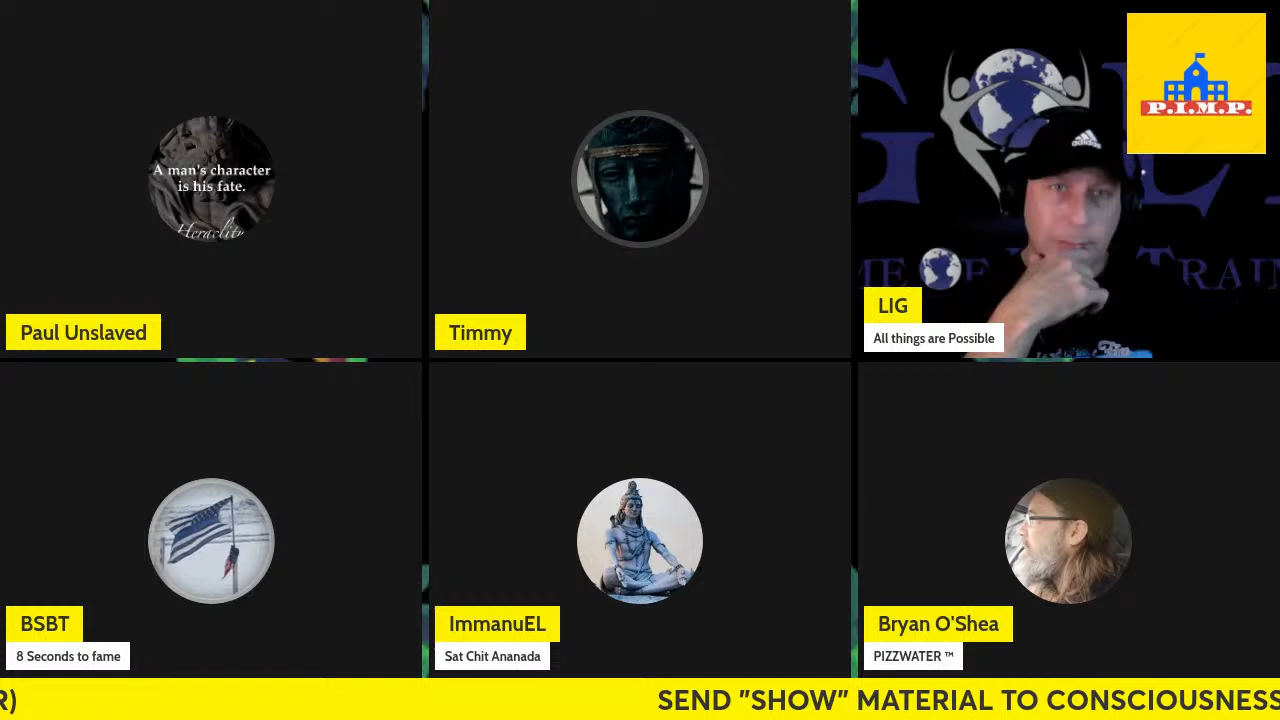 A man's character
is his fate.
Paul Unslaved
Timmy
P.I.M.P.
adidas
LIG
All things are Possible
BSBT
8 Seconds to fame
ImmanuEL
Sat Chit Ananada
Bryan O'Shea
PIZZWATER ™
R) SEND "SHOW" MATERIAL TO CONSCIOUSNESS